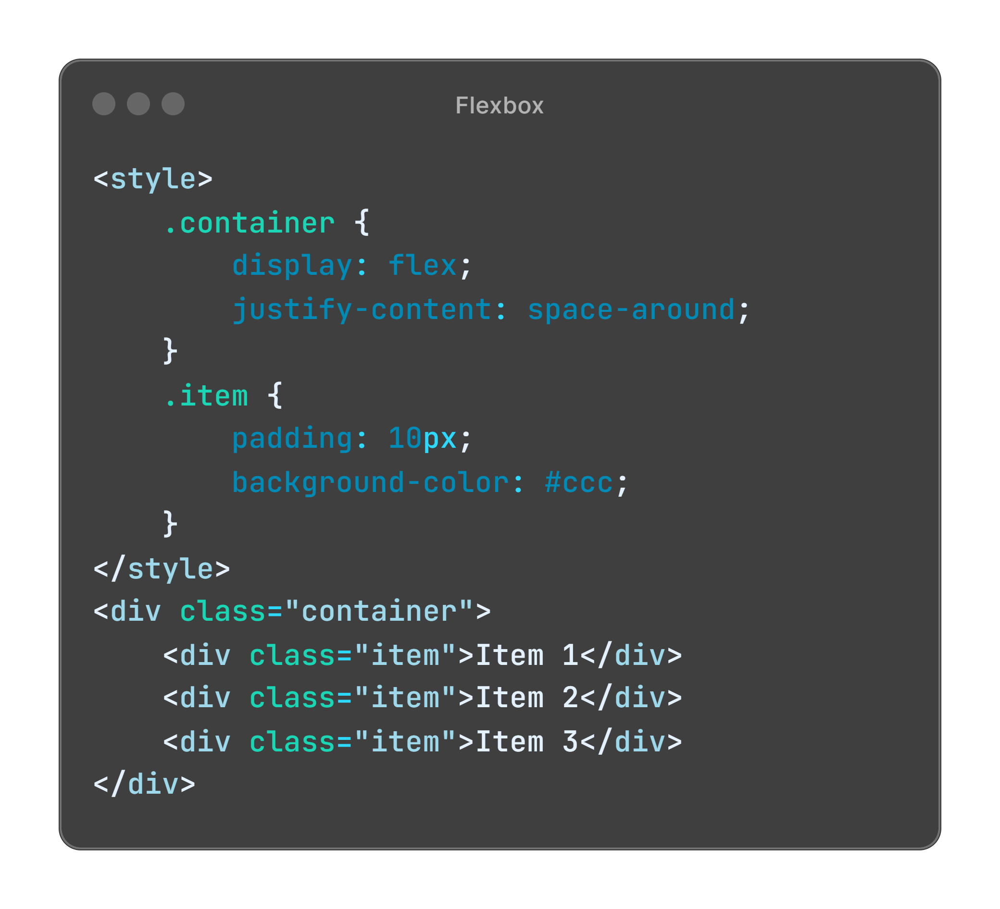 Flexbox
<style>
    .container {
        display: flex;
        justify-content: space-around;
    }
    .item {
        padding: 10px;
        background-color: #ccc;
    }
</style>
<div class="container">
    <div class="item">Item 1</div>
    <div class="item">Item 2</div>
    <div class="item">Item 3</div>
</div>